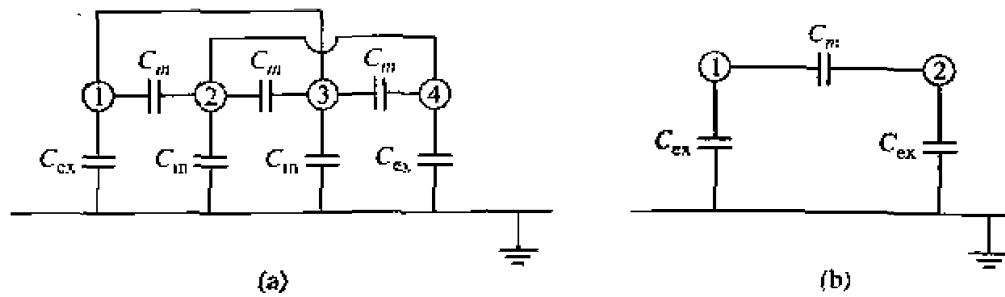 C_m C_m C_m
1 2 3 4
C_ex C_in C_in C_ex
(a)
C_m
1 2
C_ex C_ex
(b)